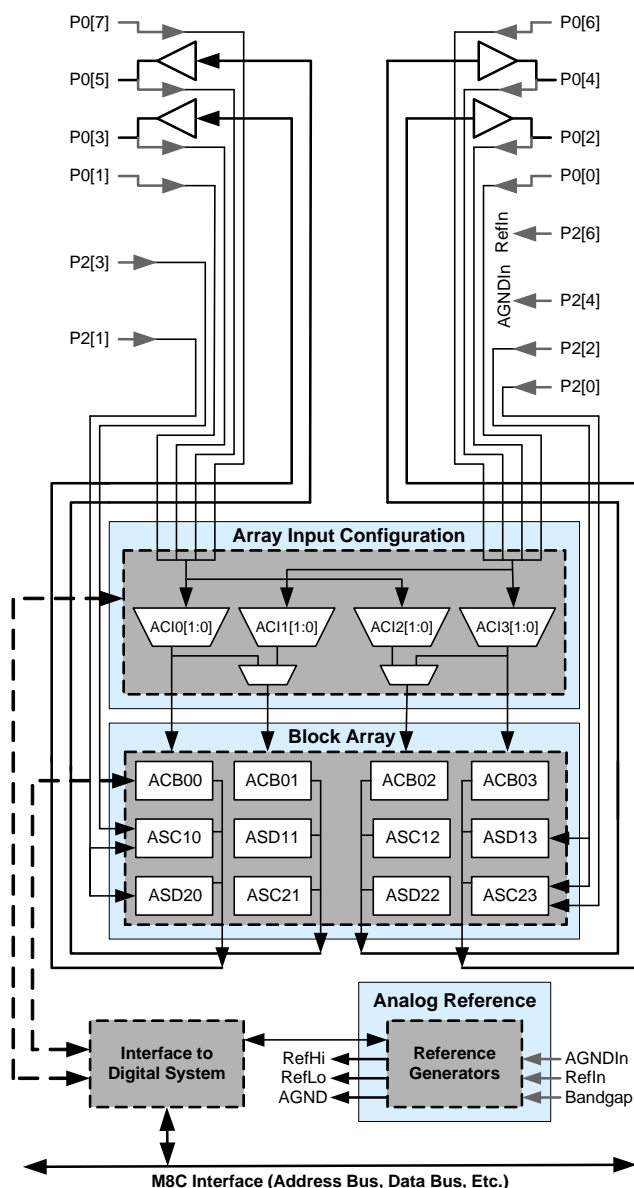 P0[7]
P0[6]
P0[5]
P0[4]
P0[3]
P0[2]
P0[1]
P0[0]
RefIn
P2[6]
P2[3]
AGNDIn
P2[4]
P2[1]
P2[2]
P2[0]
Array Input Configuration
ACI0[1:0]
ACI1[1:0]
ACI2[1:0]
ACI3[1:0]
Block Array
ACB00
ACB01
ACB02
ACB03
ASC10
ASD11
ASC12
ASD13
ASD20
ASC21
ASD22
ASC23
Analog Reference
Interface to
Digital System
RefHi
RefLo
AGND
Reference
Generators
AGNDIn
RefIn
Bandgap
M8C Interface (Address Bus, Data Bus, Etc.)